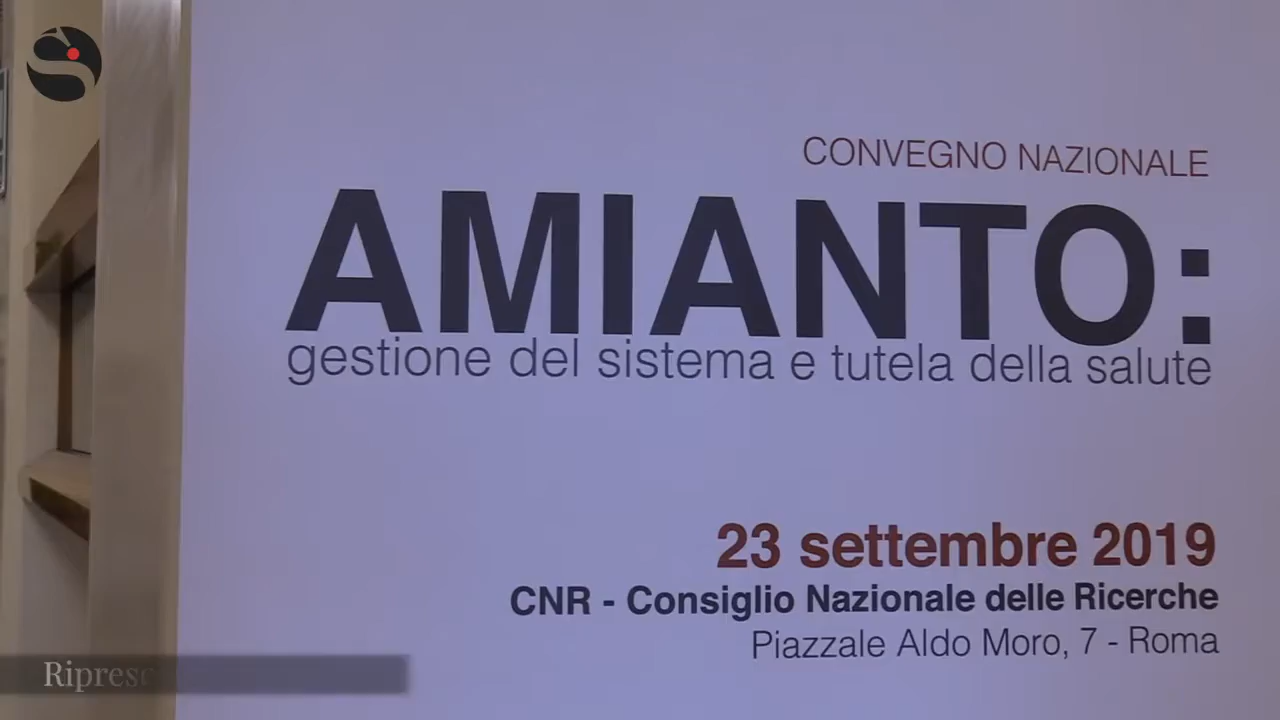 CONVEGNO NAZIONALE
AMIANTO:
gestione del sistema e tutela della salute
23 settembre 2019
CNR - Consiglio Nazionale delle Ricerche
Piazzale Aldo Moro, 7 - Roma